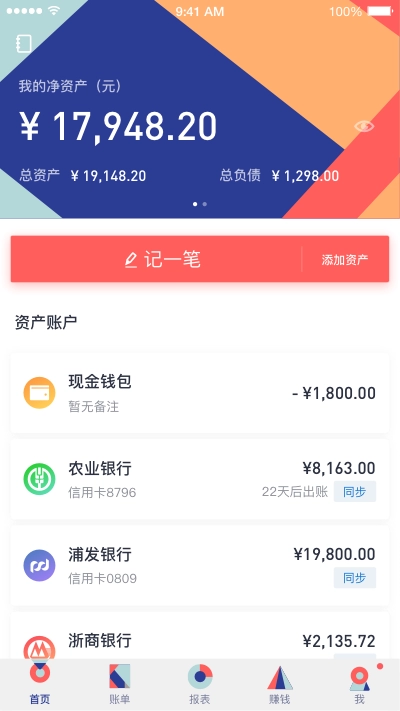 9:41 AM 100%
我的净资产（元）
¥ 17,948.20
总资产 ¥ 19,148.20 总负债 ¥ 1,298.00
记一笔 添加资产
资产账户
现金钱包 - ¥1,800.00
暂无备注
农业银行 ¥8,163.00
信用卡8796 22天后出账 同步
浦发银行 ¥19,800.00
信用卡0809 同步
浙商银行 ¥2,135.72
首页 账单 报表 赚钱 我